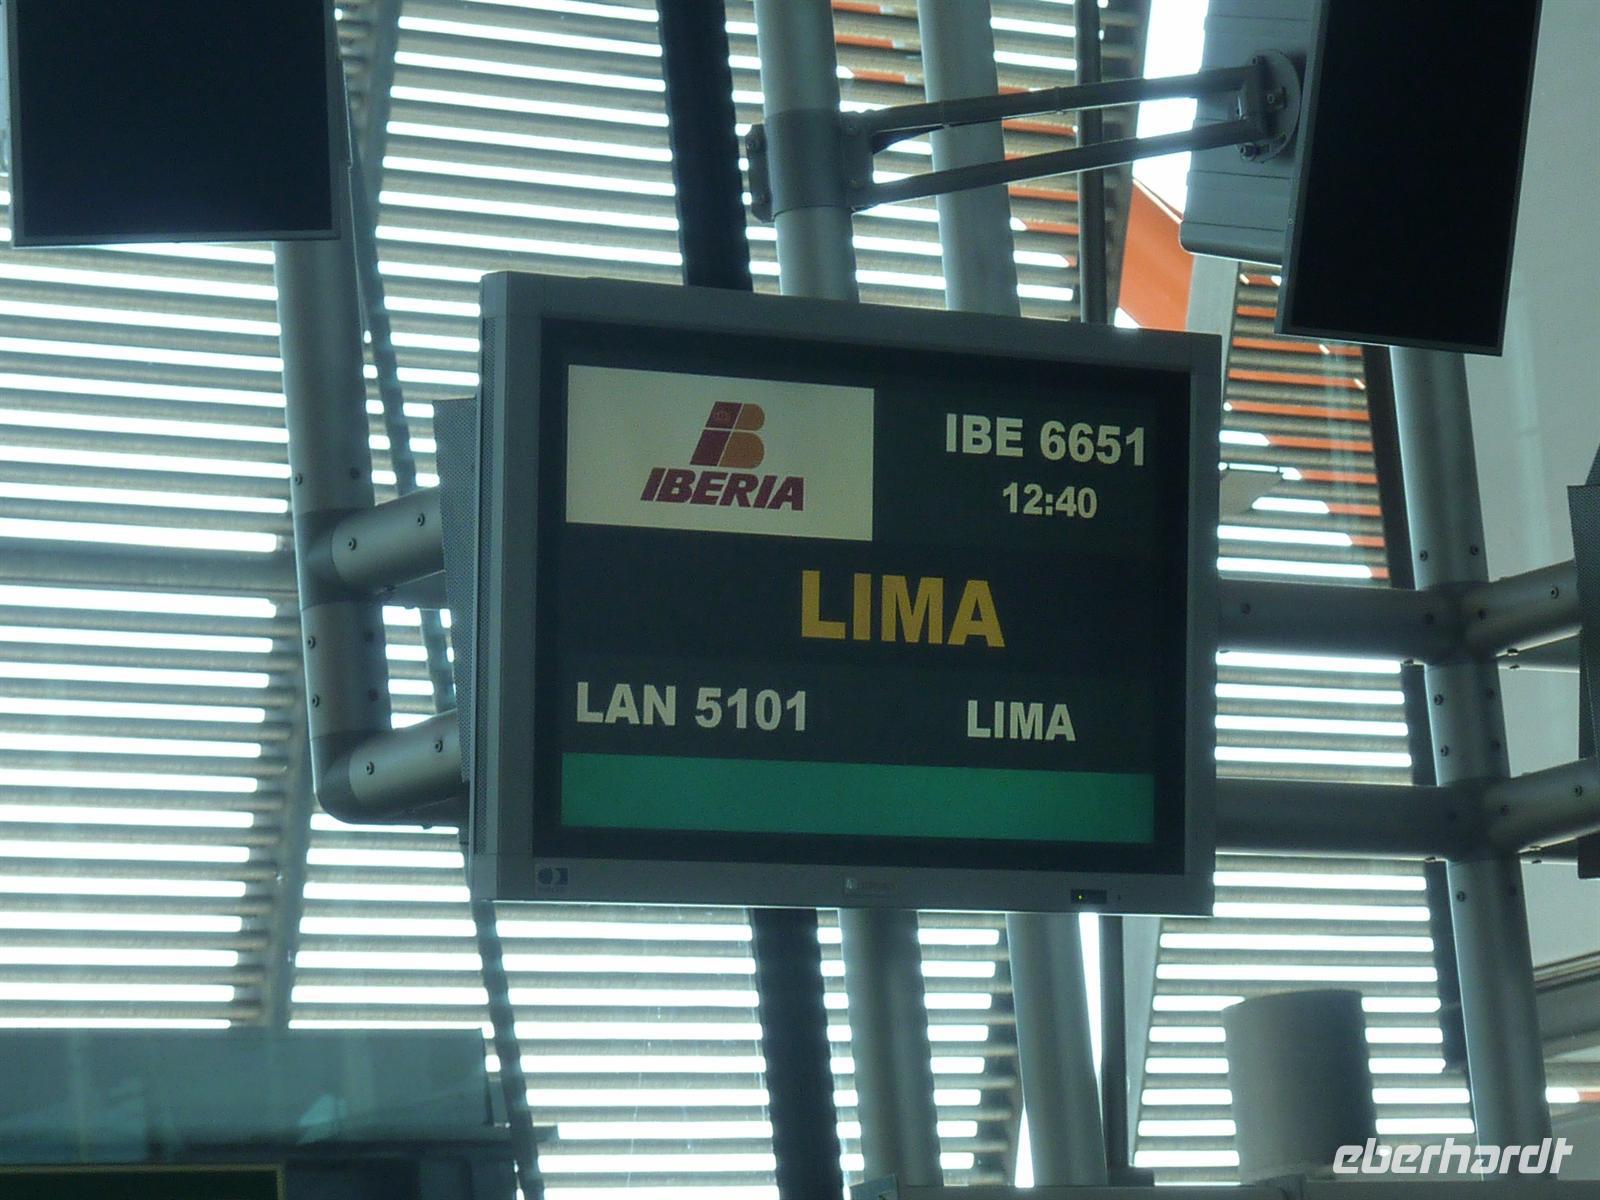 IBERIA
IBE 6651
12:40
LIMA
LAN 5101 LIMA
eberhardt